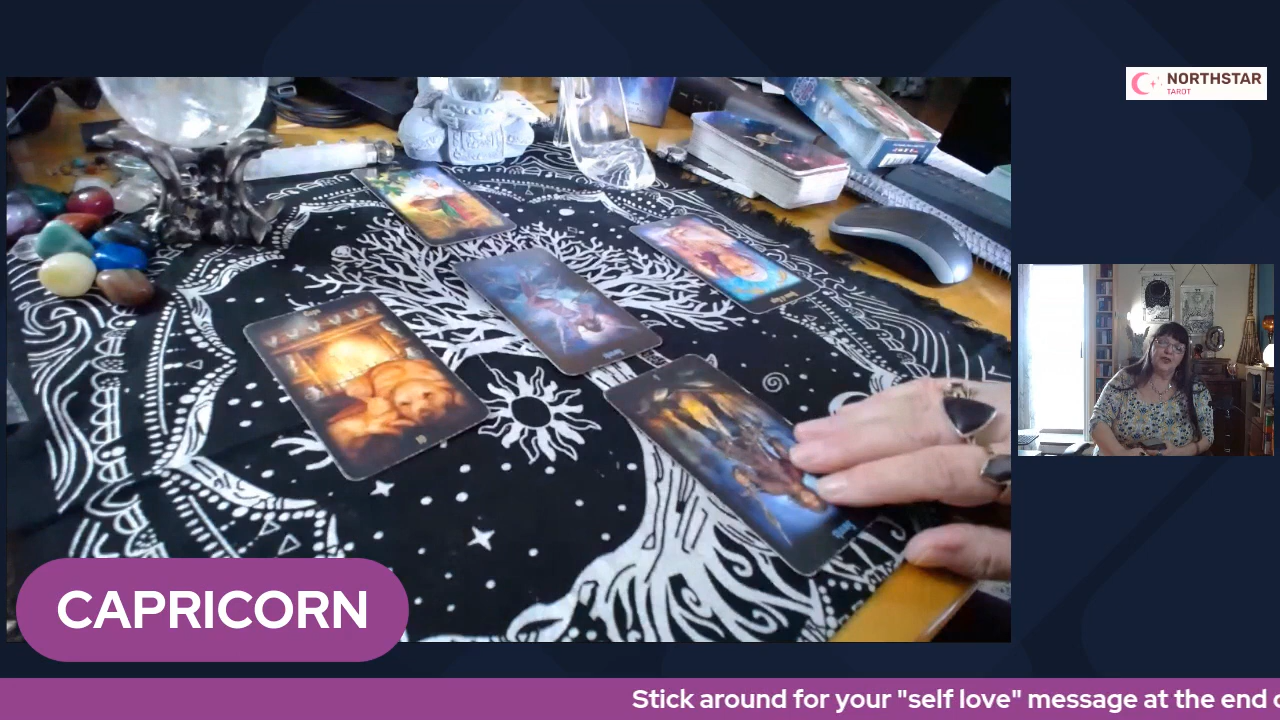 NORTHSTAR
TAROT
CAPRICORN
Stick around for your "self love" message at the end